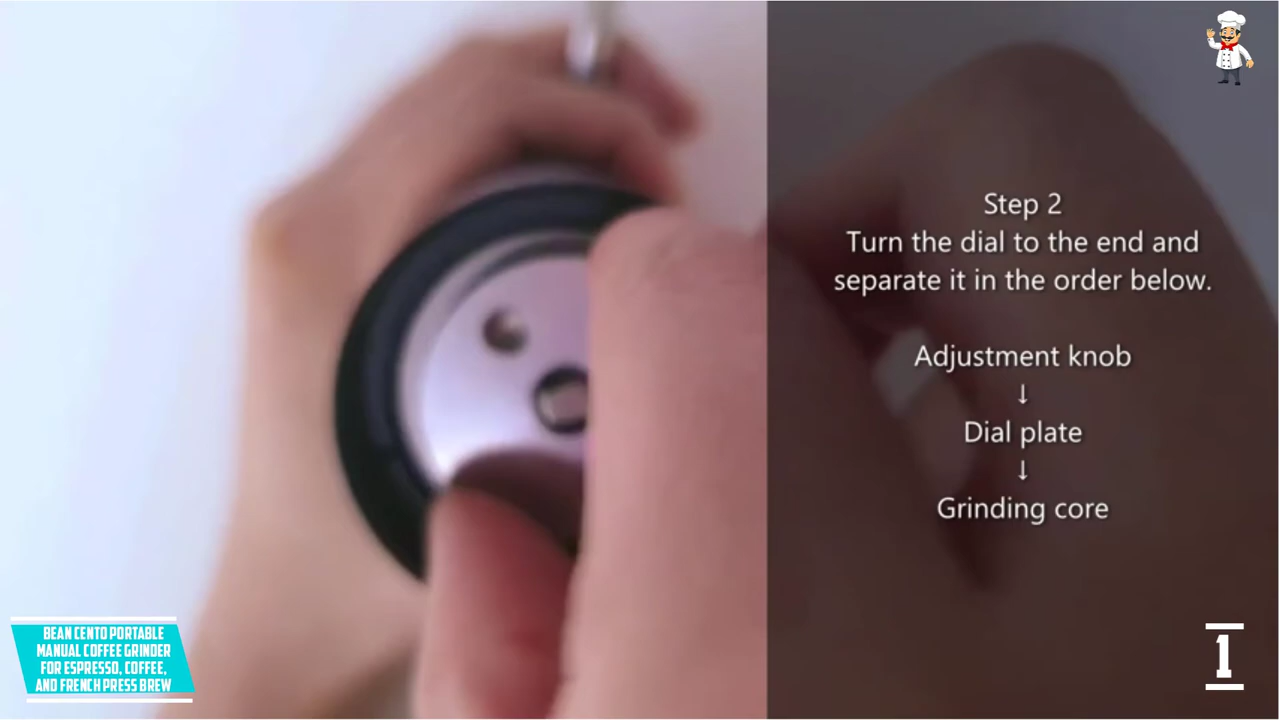 Step 2
Turn the dial to the end and
separate it in the order below.
Adjustment knob
↓
Dial plate
↓
Grinding core
BEAN CENTO PORTABLE
MANUAL COFFEE GRINDER
FOR ESPRESSO, COFFEE,
AND FRENCH PRESS BREW
1